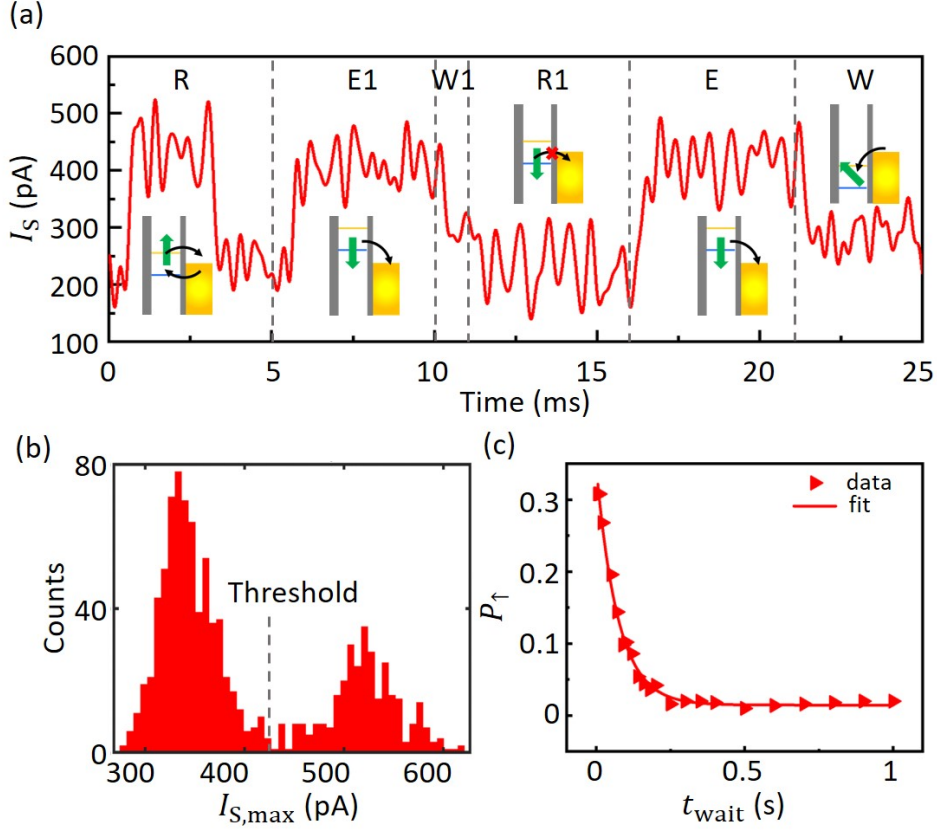 (a)
600
500
400
300
200
100
I_S (pA)
R E1 W1 R1 E W
0 5 10 15 20 25
Time (ms)
(b)
80
40
0
Counts
Threshold
300 400 500 600
I_S,max (pA)
(c)
0.3
0.2
0.1
0
P↑
data
fit
0 0.5 1
t_wait (s)